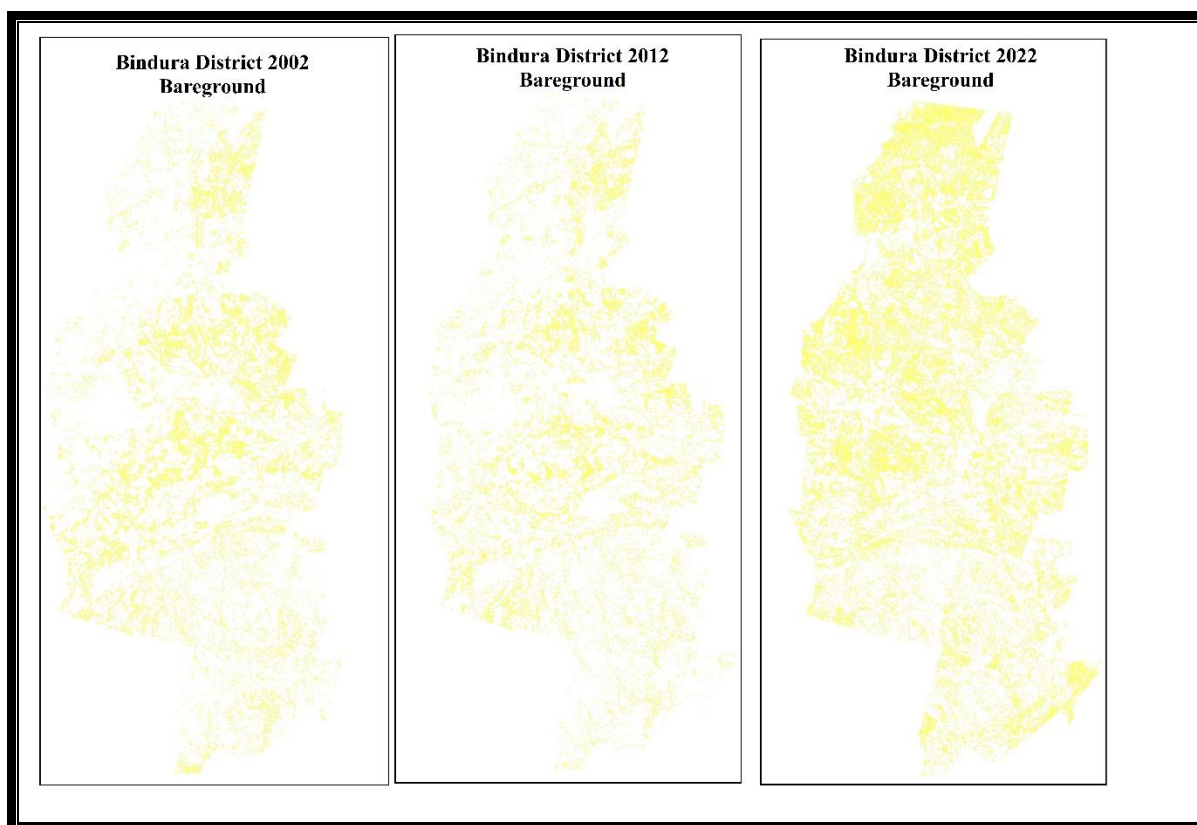 Bindura District 2002
Bareground
Bindura District 2012
Bareground
Bindura District 2022
Bareground